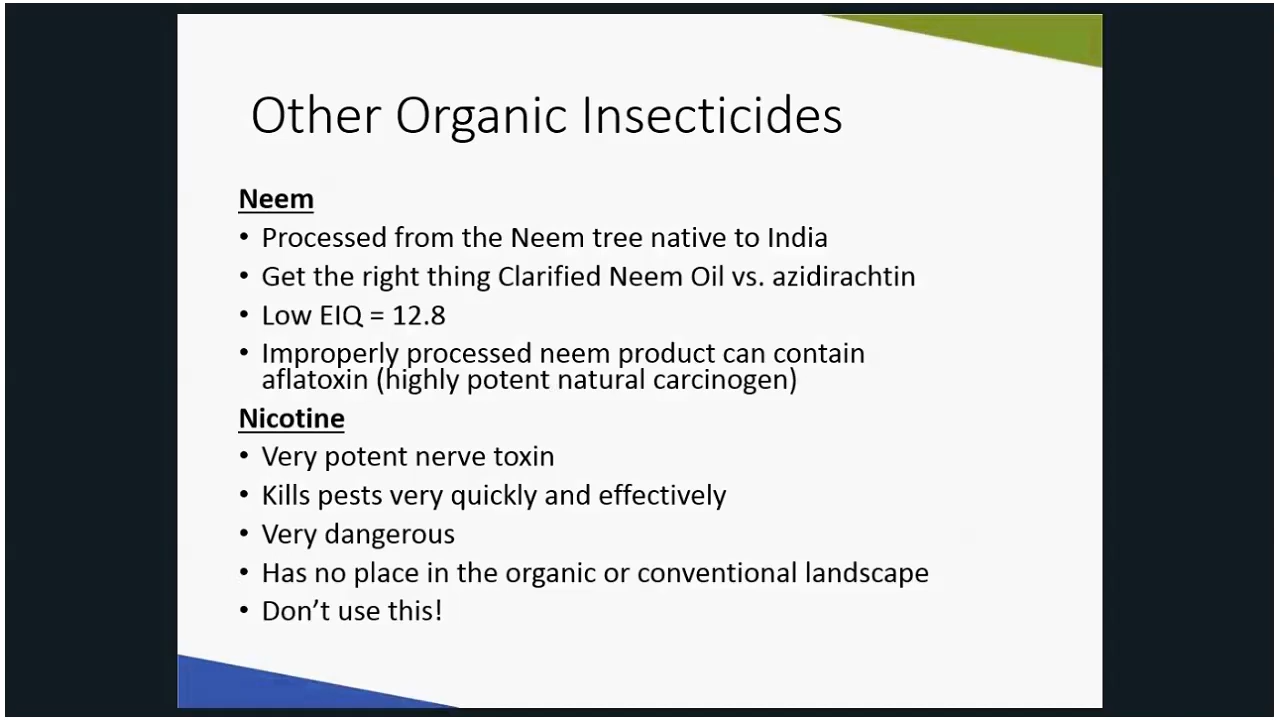 Other Organic Insecticides
Neem
• Processed from the Neem tree native to India
• Get the right thing Clarified Neem Oil vs. azidirachtin
• Low EIQ = 12.8
• Improperly processed neem product can contain
aflatoxin (highly potent natural carcinogen)
Nicotine
• Very potent nerve toxin
• Kills pests very quickly and effectively
• Very dangerous
• Has no place in the organic or conventional landscape
• Don’t use this!